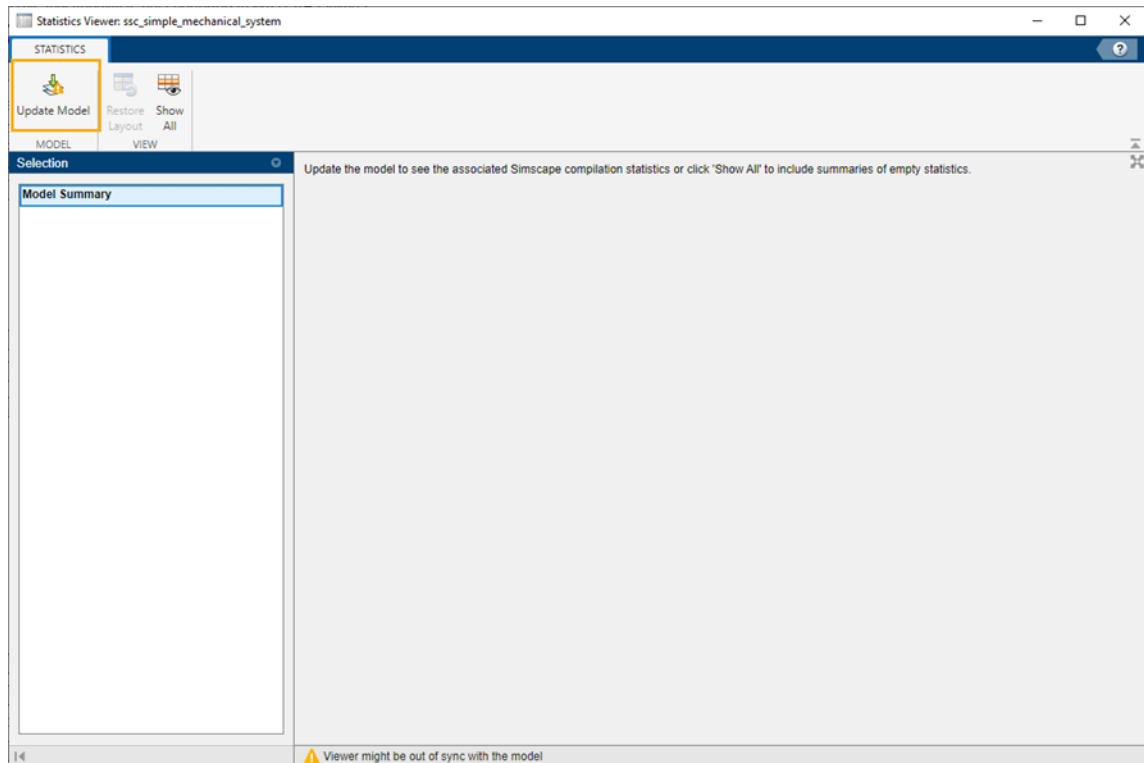 Statistics Viewer: ssc_simple_mechanical_system
STATISTICS
?
Update Model
Restore
Layout
Show
All
MODEL
VIEW
Selection
Update the model to see the associated Simscape compilation statistics or click 'Show All' to include summaries of empty statistics.
Model Summary
Viewer might be out of sync with the model